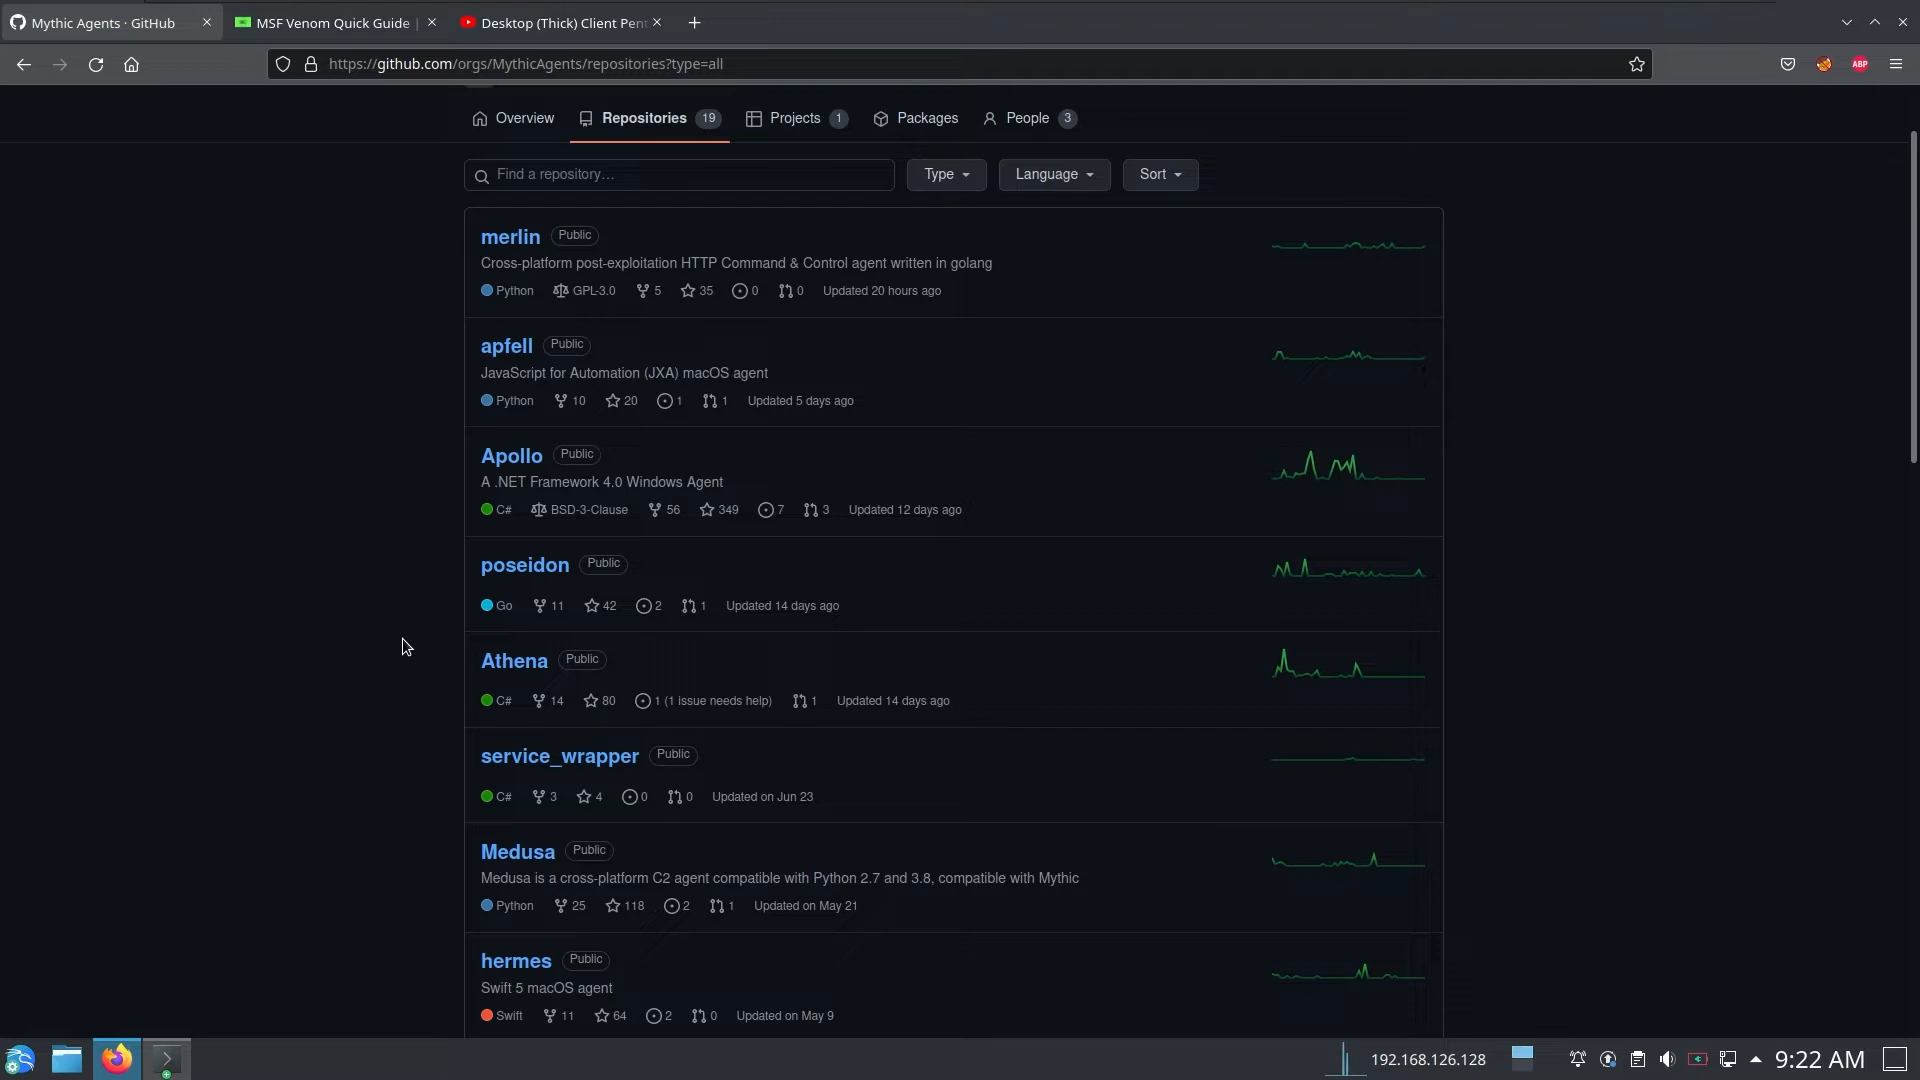 Mythic Agents · GitHub
MSF Venom Quick Guide |
Desktop (Thick) Client Pen
https://github.com/orgs/MythicAgents/repositories?type=all
ABP
Overview Repositories 19 Projects 1 Packages People 3
Find a repository… Type Language Sort
merlin Public
Cross-platform post-exploitation HTTP Command & Control agent written in golang
Python GPL-3.0 5 35 0 0 Updated 20 hours ago
apfell Public
JavaScript for Automation (JXA) macOS agent
Python 10 20 1 1 Updated 5 days ago
Apollo Public
A .NET Framework 4.0 Windows Agent
C# BSD-3-Clause 56 349 7 3 Updated 12 days ago
poseidon Public
Go 11 42 2 1 Updated 14 days ago
Athena Public
C# 14 80 1 (1 issue needs help) 1 Updated 14 days ago
service_wrapper Public
C# 3 4 0 0 Updated on Jun 23
Medusa Public
Medusa is a cross-platform C2 agent compatible with Python 2.7 and 3.8, compatible with Mythic
Python 25 118 2 1 Updated on May 21
hermes Public
Swift 5 macOS agent
Swift 11 64 2 0 Updated on May 9
192.168.126.128
9:22 AM